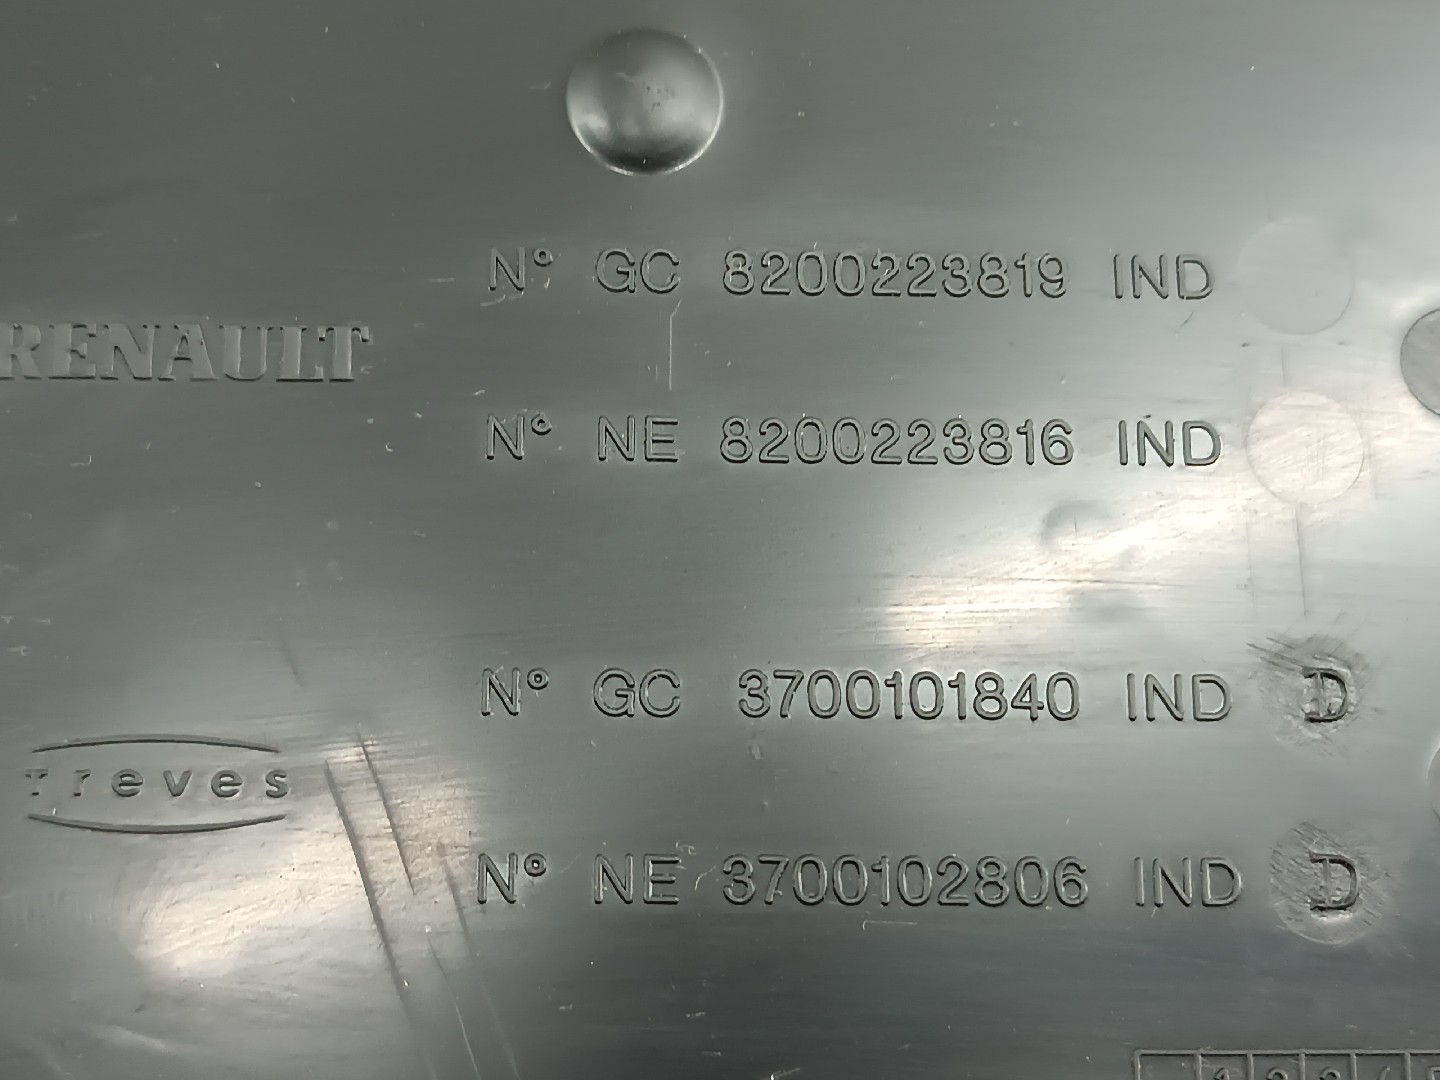 N° GC 8200223819 IND
RENAULT
N° NE 8200223816 IND
N° GC 3700101840 IND D
treves
N° NE 3700102806 IND D